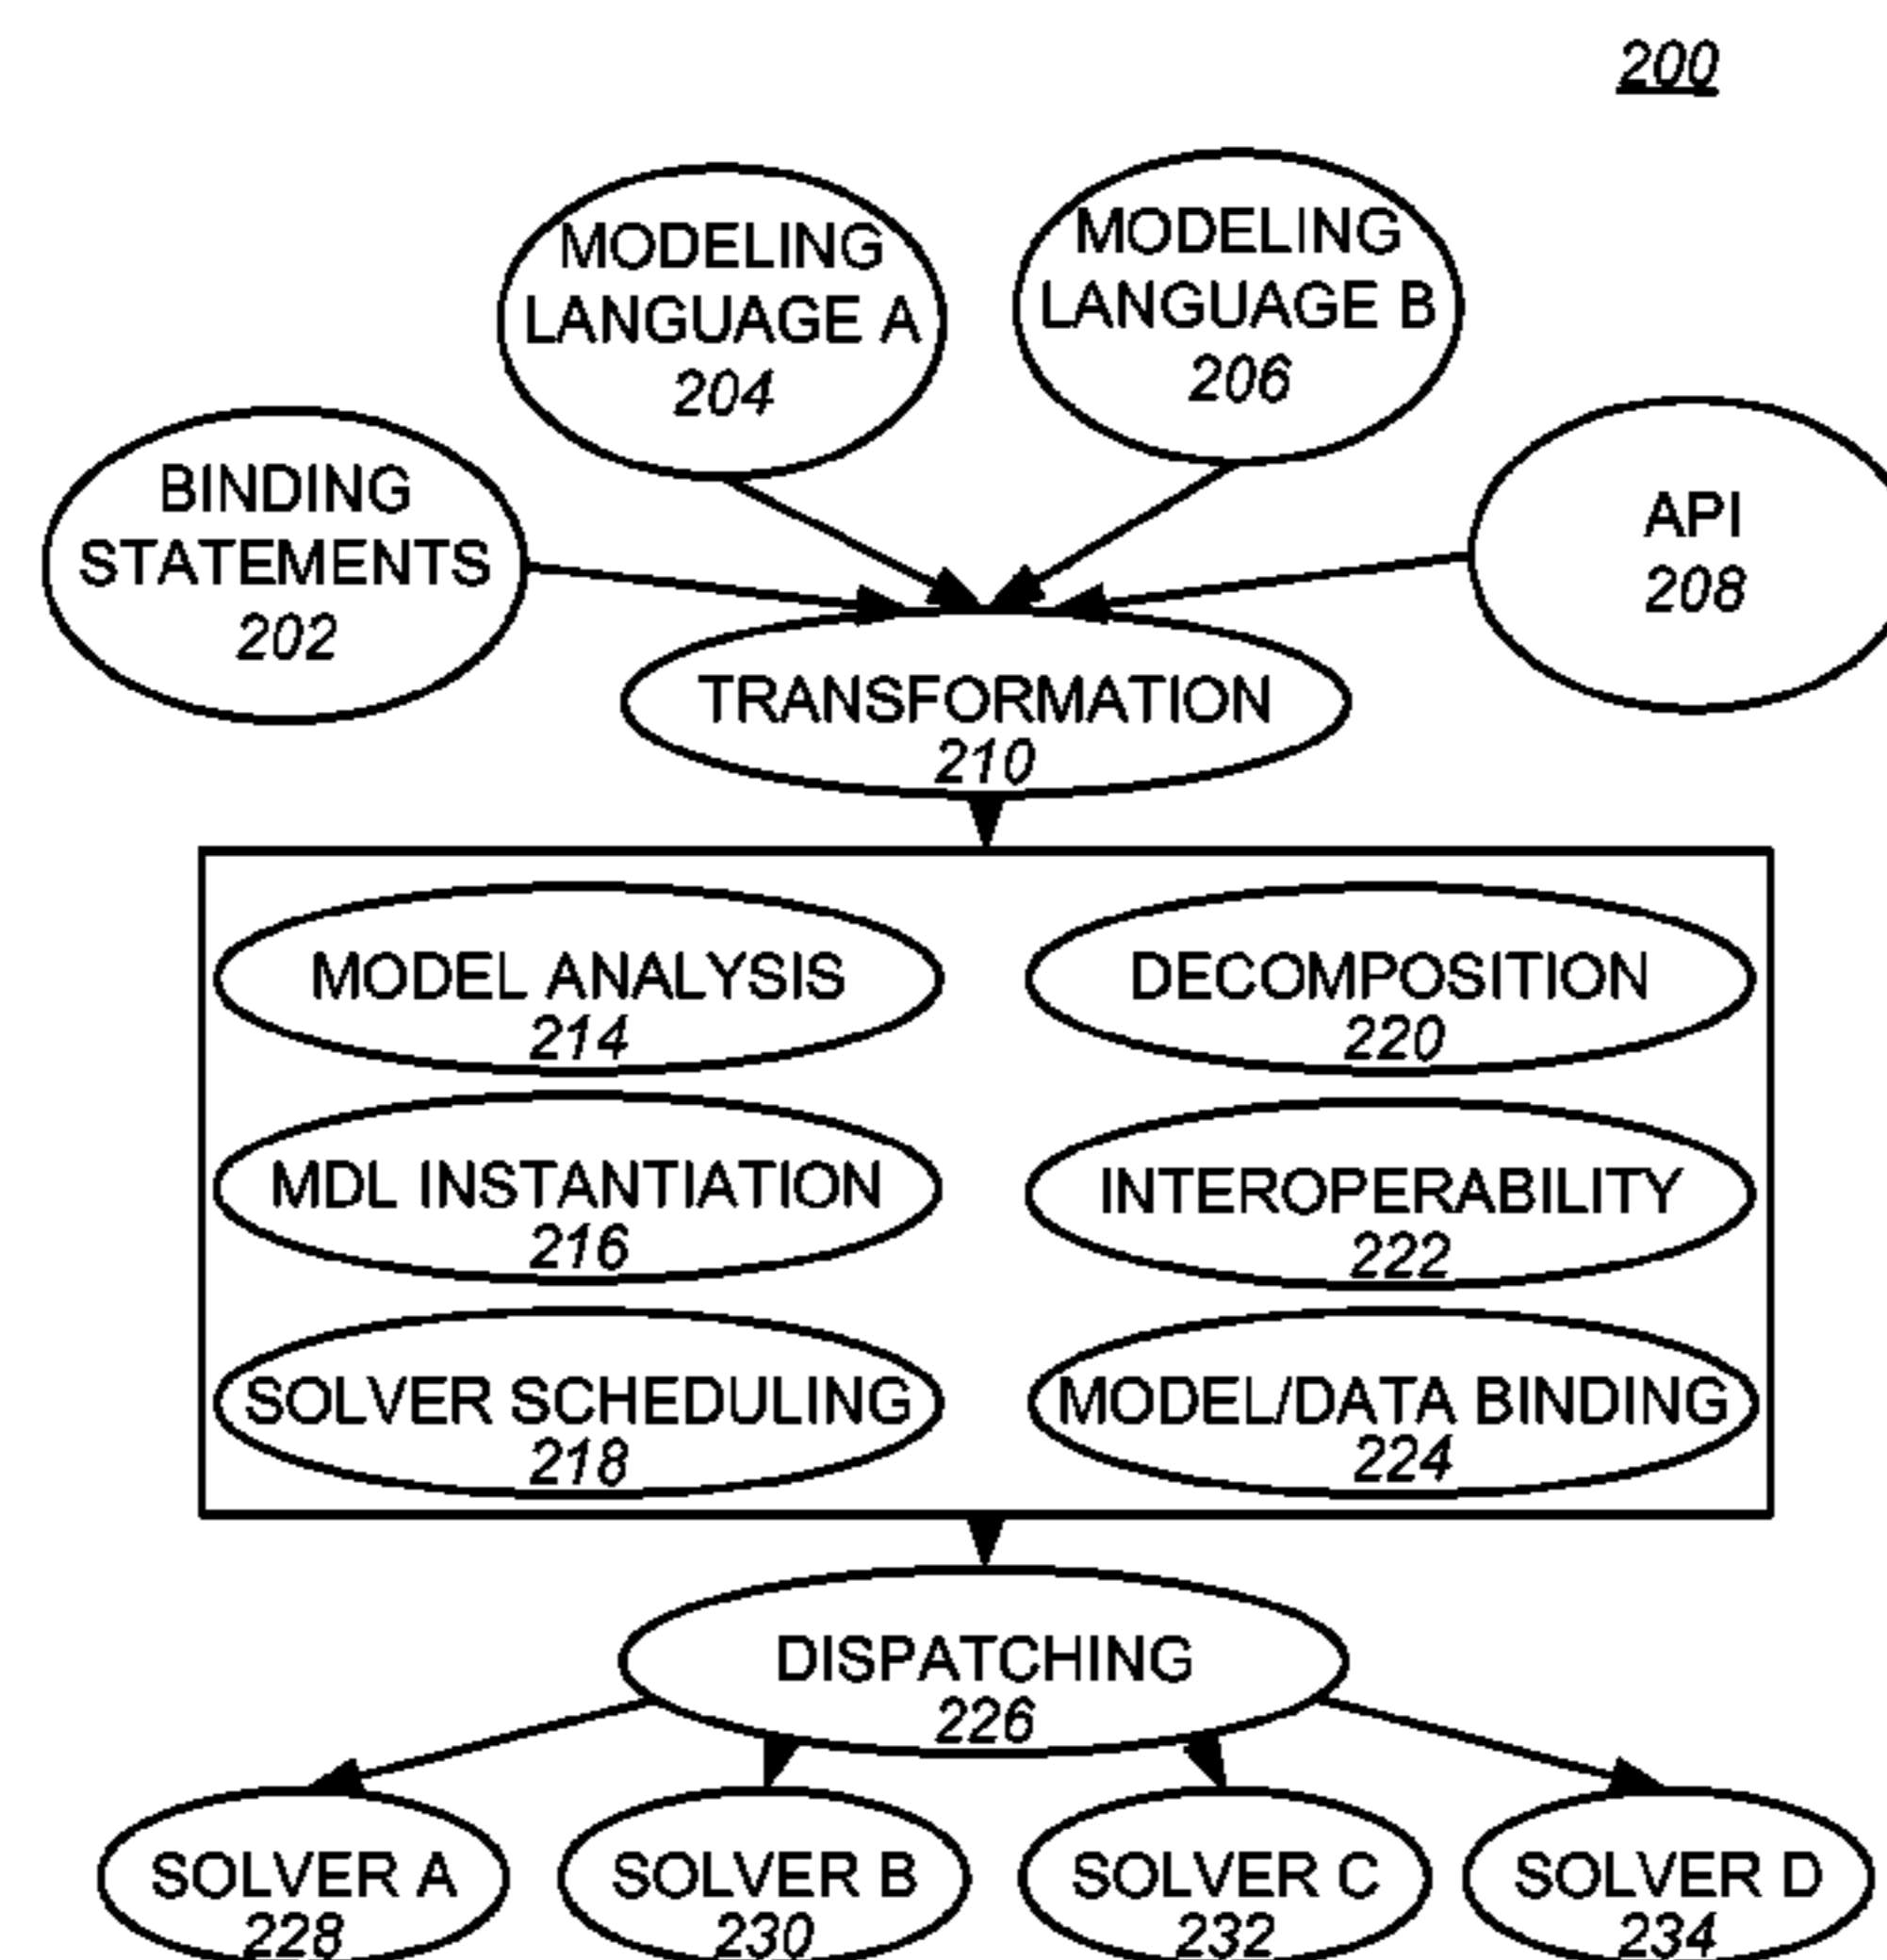 200
MODELING
LANGUAGE A
204
MODELING
LANGUAGE B
206
BINDING
STATEMENTS
202
API
208
TRANSFORMATION
210
MODEL ANALYSIS
214
DECOMPOSITION
220
MDL INSTANTIATION
216
INTEROPERABILITY
222
SOLVER SCHEDULING
218
MODEL/DATA BINDING
224
DISPATCHING
226
SOLVER A
228
SOLVER B
230
SOLVER C
232
SOLVER D
234